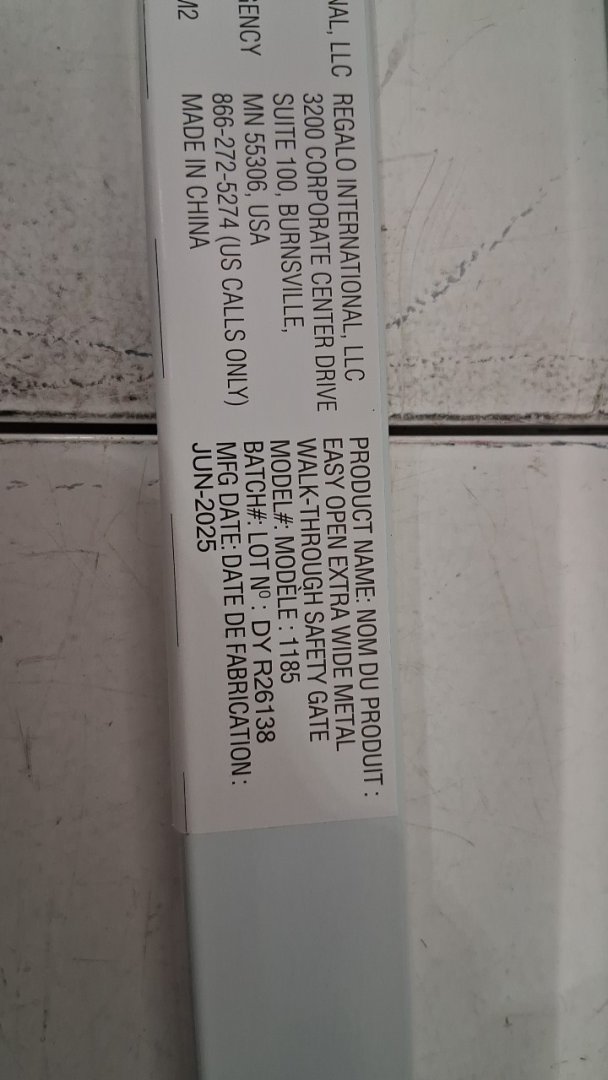 NAL, LLC
GENCY
M2
REGALO INTERNATIONAL, LLC
3200 CORPORATE CENTER DRIVE
SUITE 100, BURNSVILLE,
MN 55306, USA
866-272-5274 (US CALLS ONLY)
MADE IN CHINA
PRODUCT NAME: NOM DU PRODUIT :
EASY OPEN EXTRA WIDE METAL
WALK-THROUGH SAFETY GATE
MODEL#: MODÈLE : 1185
BATCH#: LOT Nº : DY R26138
MFG DATE: DATE DE FABRICATION :
JUN-2025